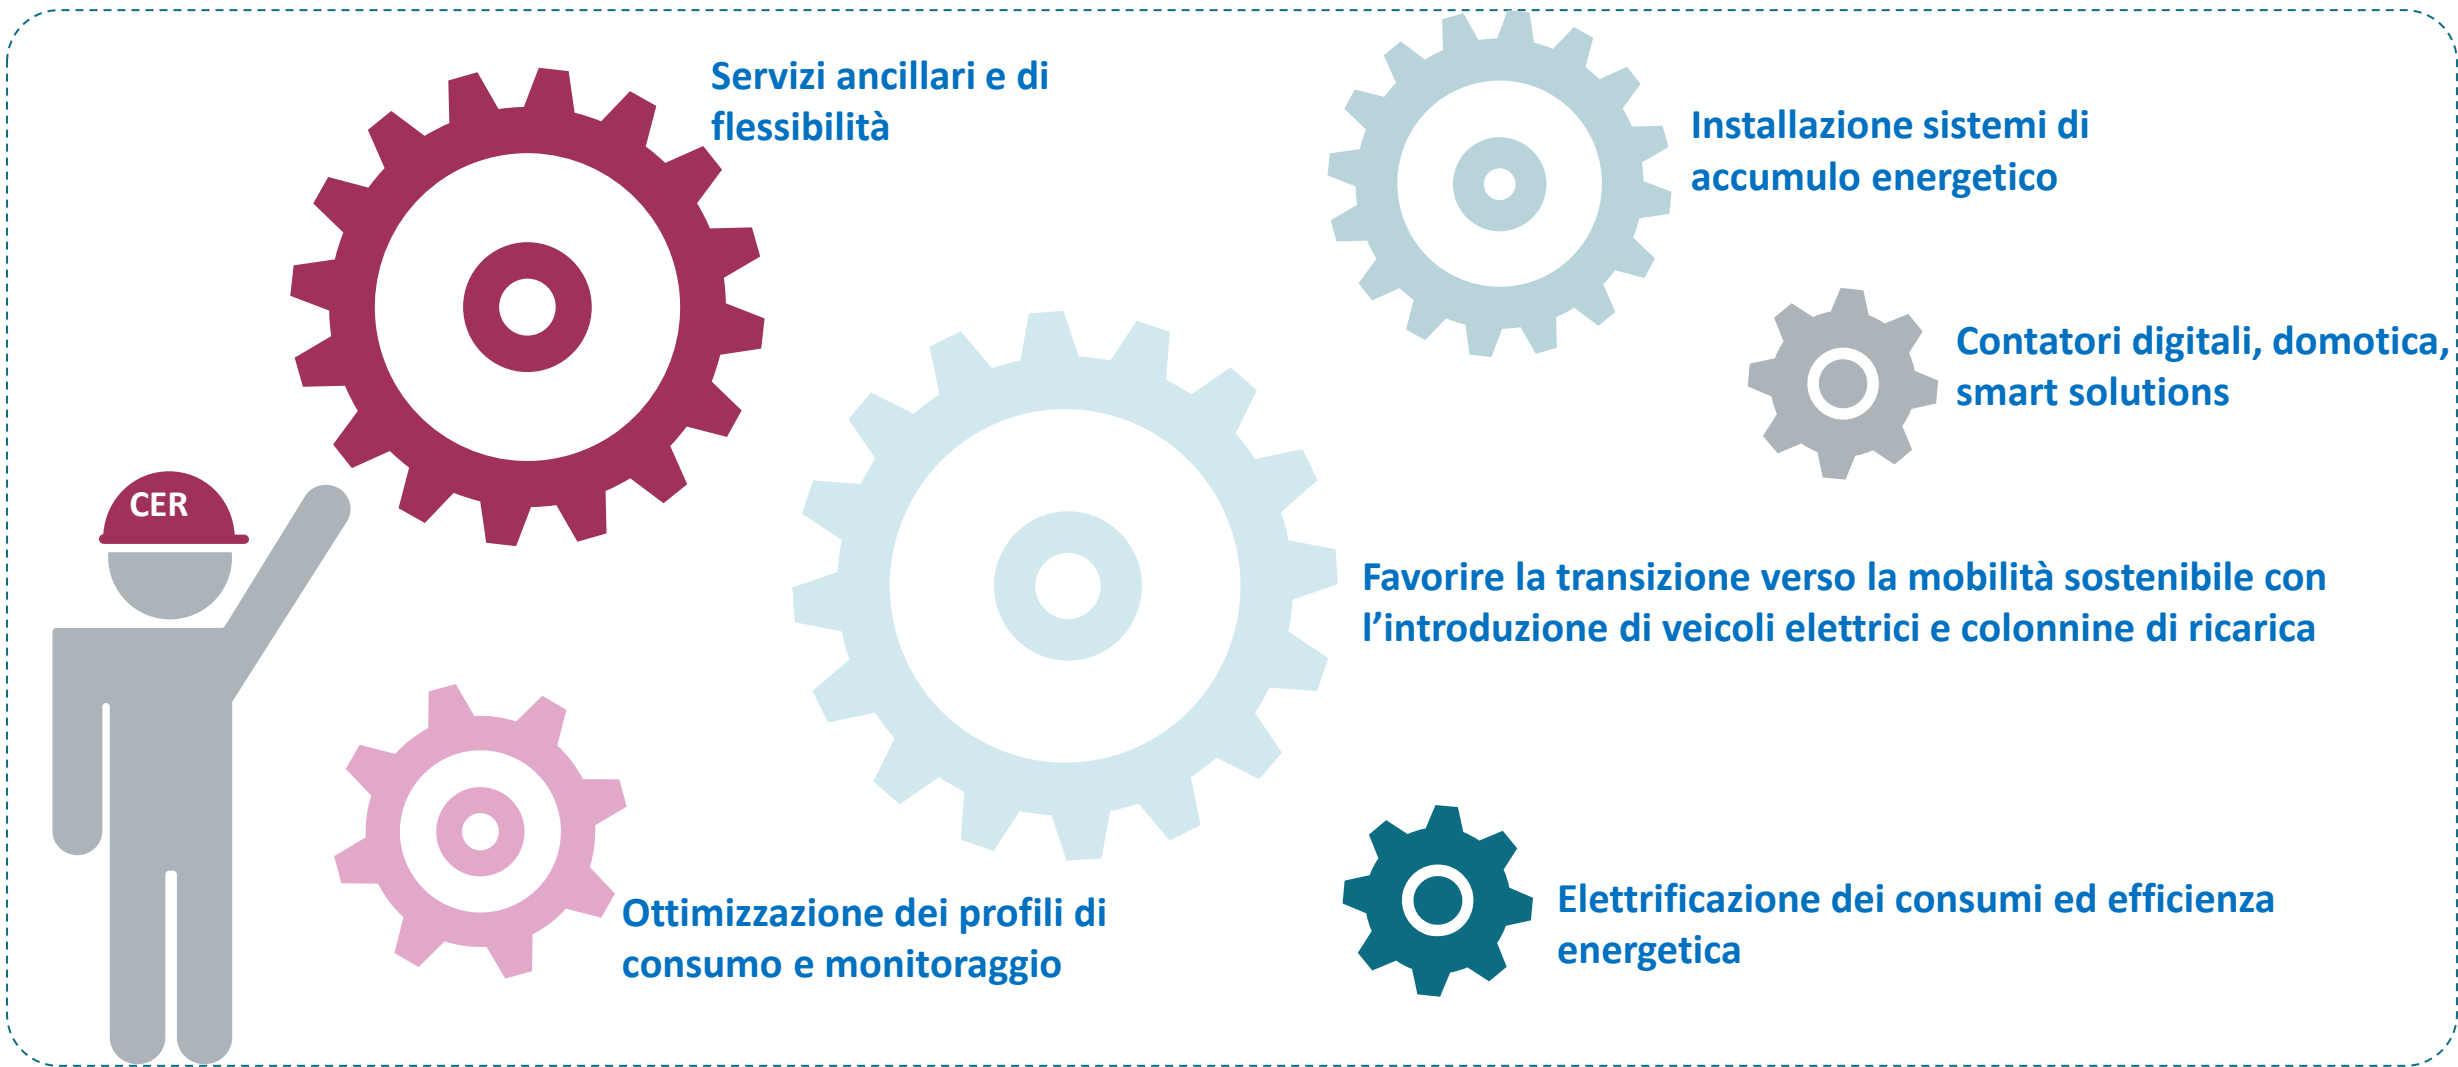 Servizi ancillari e di
flessibilità
Installazione sistemi di
accumulo energetico
Contatori digitali, domotica,
smart solutions
CER
Favorire la transizione verso la mobilità sostenibile con
l’introduzione di veicoli elettrici e colonnine di ricarica
Ottimizzazione dei profili di
consumo e monitoraggio
Elettrificazione dei consumi ed efficienza
energetica